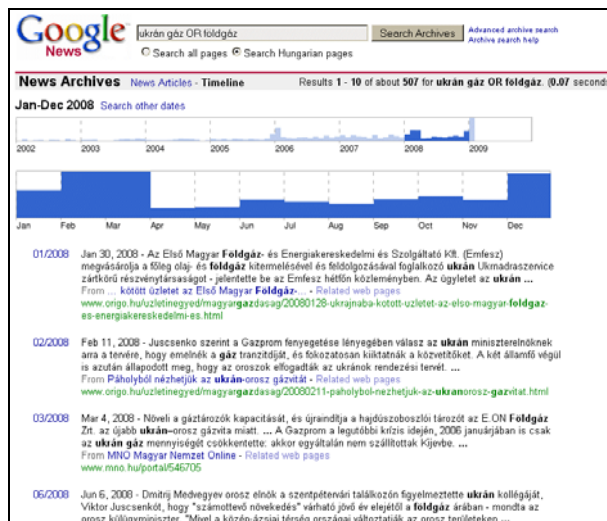 Google
News
ukrán gáz OR földgáz
Search Archives
Advanced archive search
Archive search help
Search all pages Search Hungarian pages
News Archives News Articles - Timeline Results 1 - 10 of about 507 for ukrán gáz OR földgáz. (0.07 seconds
Jan-Dec 2008 Search other dates
2002 2003 2004 2005 2006 2007 2008 2009
Jan Feb Mar Apr May Jun Jul Aug Sep Oct Nov Dec
01/2008 Jan 30, 2008 - Az Első Magyar Földgáz- és Energiakereskedelmi és Szolgáltató Kft. (Emfesz)
megvásárolja a főleg olaj- és földgáz kitermelésével és feldolgozásával foglalkozó ukrán Ukrnadraszervice
zártkörű részvénytársaságot - jelentette be az Emfesz hétfőn közleményben. Az ügyletet az ukrán ...
From ... kötött üzletet az Első Magyar Földgáz-... - Related web pages
www.origo.hu/uzletinegyed/magyargazdasag/20080128-ukrajnaba-kotott-uzletet-az-elso-magyar-foldgaz-
es-energiakereskedelmi-es.html
02/2008 Feb 11, 2008 - Juscsenko szerint a Gazprom fenyegetése lényegében válasz az ukrán miniszterelnöknek
arra a tervére, hogy emelnék a gáz tranzitdíját, és fokozatosan kiiktatnák a közvetítőket. A két államfő végül
is azután állapodott meg, hogy az oroszok elfogadták az ukránok rendezési tervét. ...
From Páholyból nézhetjük az ukrán-orosz gázvitát - Related web pages
www.origo.hu/uzletinegyed/magyargazdasag/20080211-paholybol-nezhetjuk-az-ukranorosz-gazvitat.html
03/2008 Mar 4, 2008 - Növeli a gáztározók kapacitását, és újraindítja a hajdúszoboszlói tározót az E.ON Földgáz
Zrt. az újabb ukrán–orosz gázvita miatt. ... A Gazprom a legutóbbi krízis idején, 2006 januárjában is csak
az ukrán gáz mennyiségét csökkentette: akkor egyáltalán nem szállítottak Kijevbe. ...
From MNO Magyar Nemzet Online - Related web pages
www.mno.hu/portal/546705
06/2008 Jun 6, 2008 - Dmitrij Medvegyev orosz elnök a szentpétervári találkozón figyelmeztette ukrán kollégáját,
Viktor Juscsenkót, hogy "számottevő növekedés" várható jövő év elejétől a földgáz árában - mondta az
orosz külügyminiszter. "Mivel a közép-ázsiai térség országai változtatják az orosz területeken ...